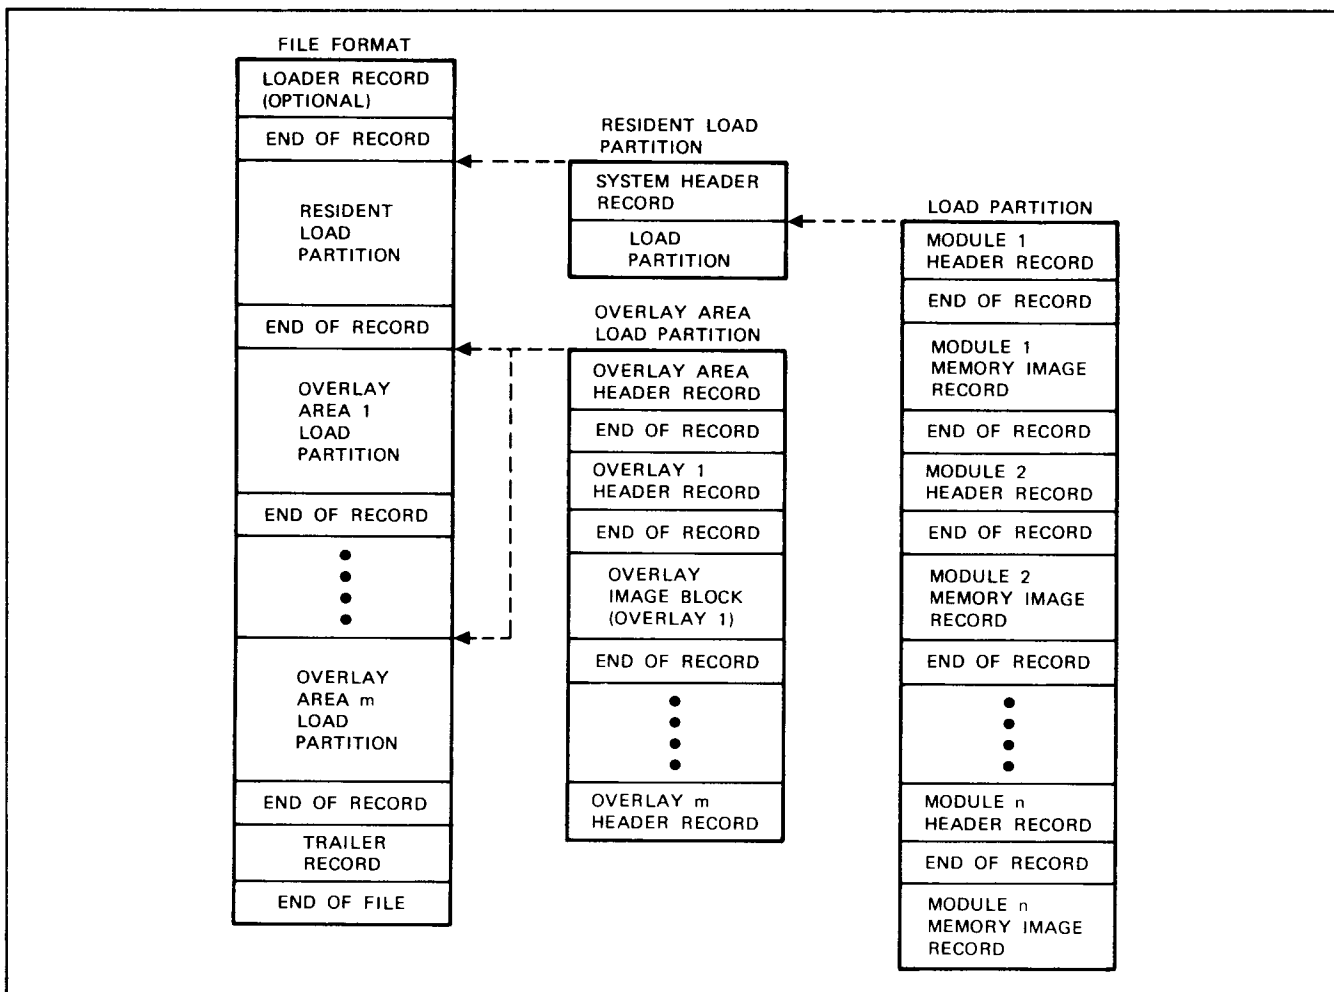 FILE FORMAT
LOADER RECORD
(OPTIONAL)
END OF RECORD
RESIDENT
LOAD
PARTITION
END OF RECORD
OVERLAY
AREA 1
LOAD
PARTITION
END OF RECORD
OVERLAY
AREA m
LOAD
PARTITION
END OF RECORD
TRAILER
RECORD
END OF FILE
RESIDENT LOAD
PARTITION
SYSTEM HEADER
RECORD
LOAD
PARTITION
OVERLAY AREA
LOAD PARTITION
OVERLAY AREA
HEADER RECORD
END OF RECORD
OVERLAY 1
HEADER RECORD
END OF RECORD
OVERLAY
IMAGE BLOCK
(OVERLAY 1)
END OF RECORD
OVERLAY m
HEADER RECORD
LOAD PARTITION
MODULE 1
HEADER RECORD
END OF RECORD
MODULE 1
MEMORY IMAGE
RECORD
END OF RECORD
MODULE 2
HEADER RECORD
END OF RECORD
MODULE 2
MEMORY IMAGE
RECORD
END OF RECORD
MODULE n
HEADER RECORD
END OF RECORD
MODULE n
MEMORY IMAGE
RECORD